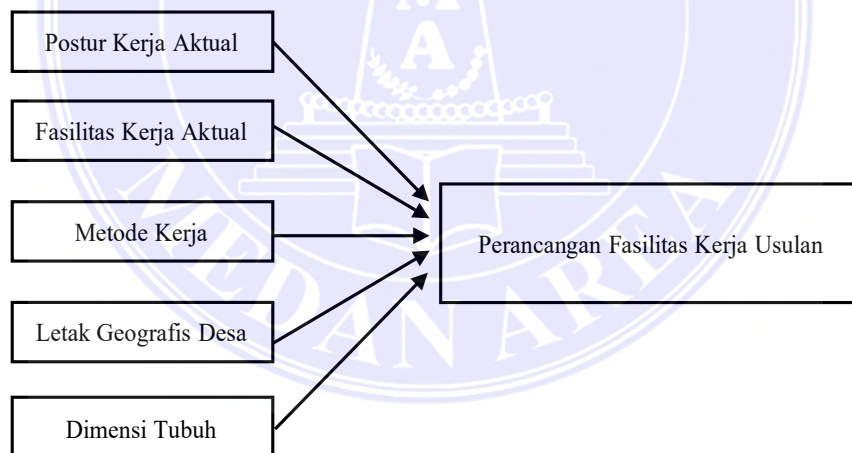 MA
Postur Kerja Aktual
Fasilitas Kerja Aktual
Metode Kerja
Letak Geografis Desa
Dimensi Tubuh
Perancangan Fasilitas Kerja Usulan
MEDAN AREA